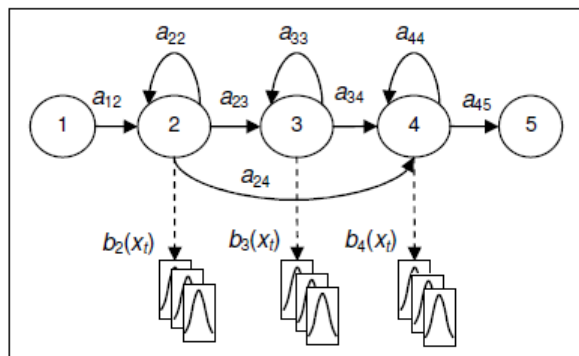 a22 a33 a44
a12 a23 a34 a45
1 2 3 4 5
a24
b2(xt) b3(xt) b4(xt)